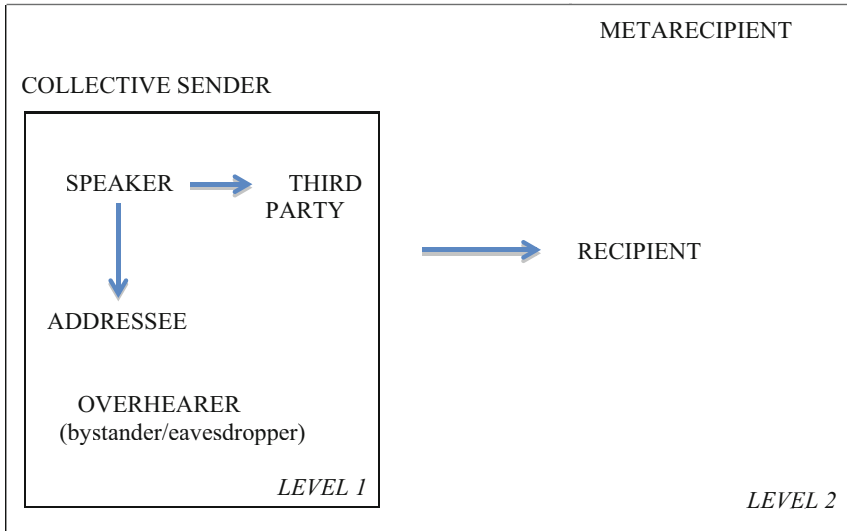 METARECIPIENT
COLLECTIVE SENDER
SPEAKER
THIRD
PARTY
RECIPIENT
ADDRESSEE
OVERHEARER
(bystander/eavesdropper)
LEVEL 1
LEVEL 2